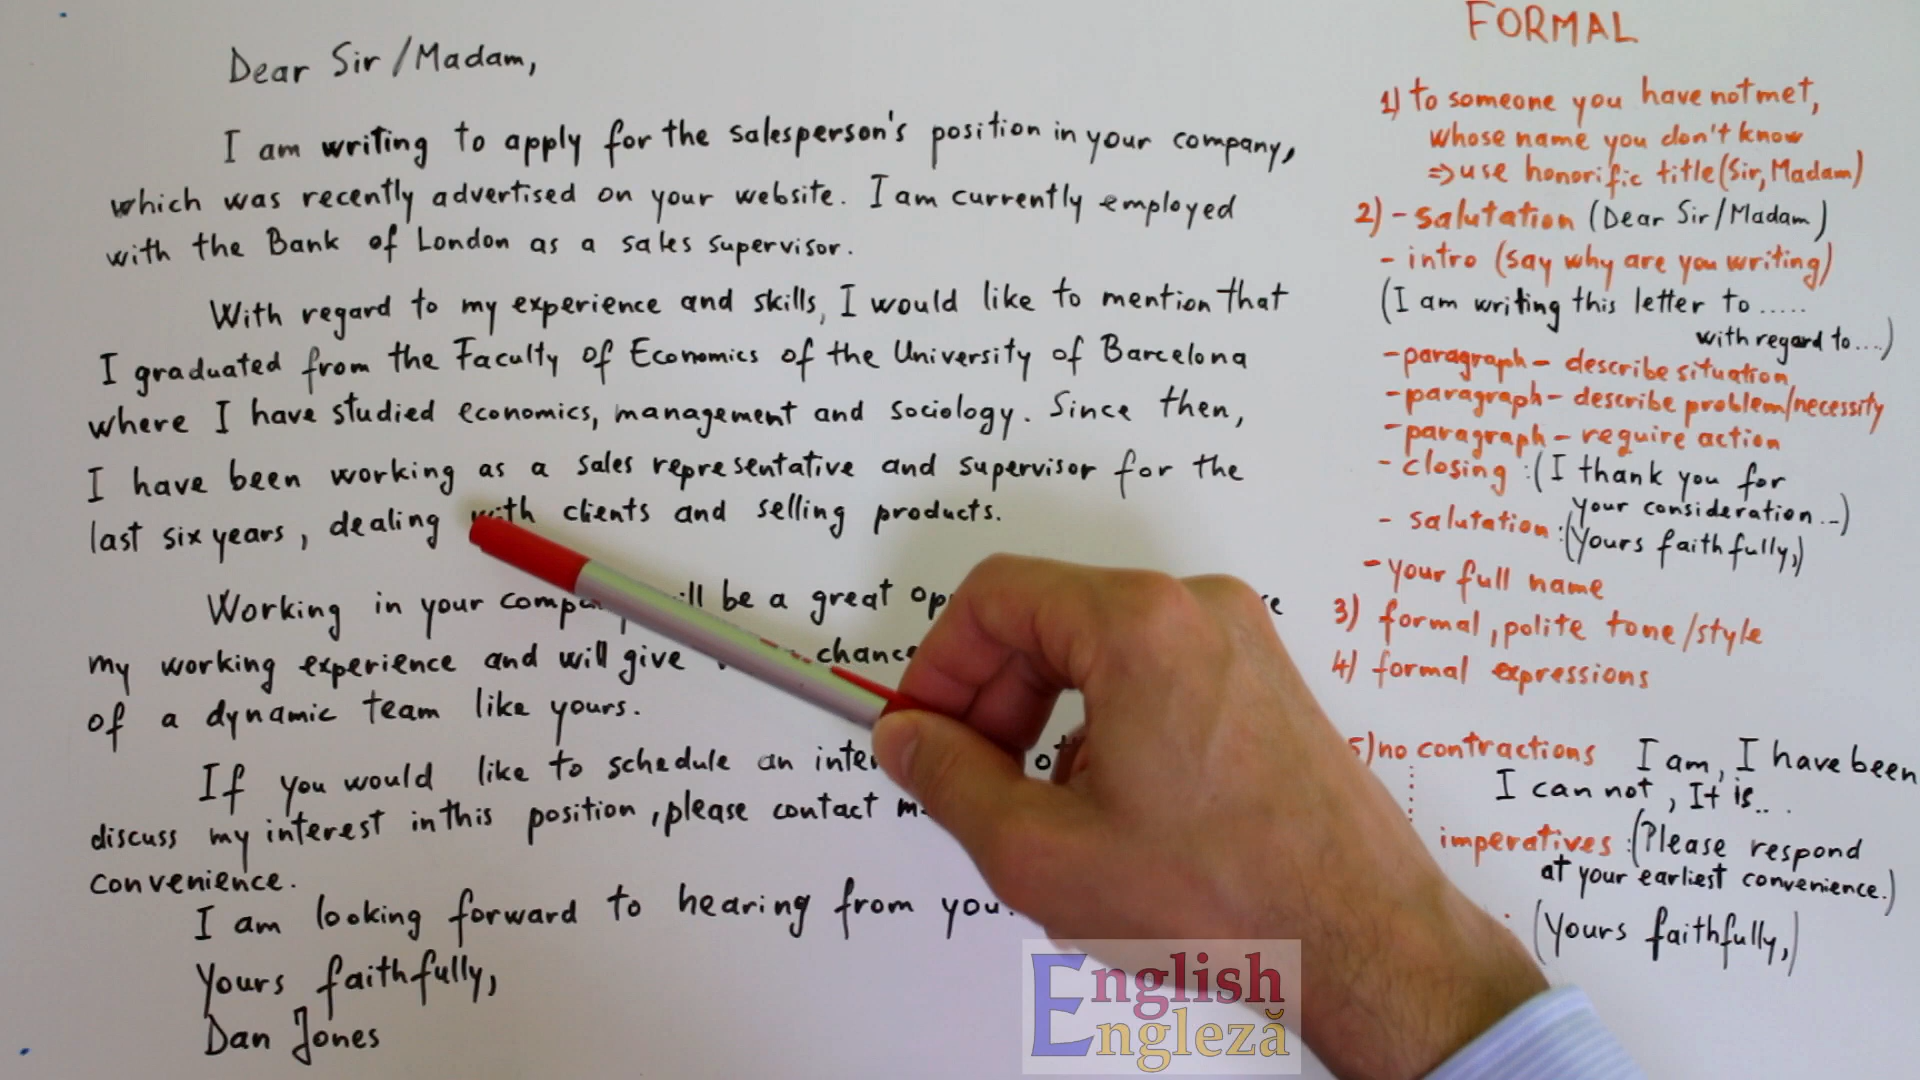 Dear Sir/Madam,
I am writing to apply for the salesperson's position in your company,
which was recently advertised on your website. I am currently employed
with the Bank of London as a sales supervisor.
With regard to my experience and skills, I would like to mention that
I graduated from the Faculty of Economics of the University of Barcelona
where I have studied economics, management and sociology. Since then,
I have been working as a sales representative and supervisor for the
last six years, dealing with clients and selling products.
Working in your will be a great
my working experience and will give chance
of a dynamic team like yours.
If you would like to schedule an
discuss my interest in this position, please contact
convenience.
I am looking forward to hearing from you.
Yours faithfully,
Dan Jones
FORMAL
1) to someone you have not met,
whose name you don't know
=> use honorific title (Sir, Madam)
2) - salutation (Dear Sir/Madam)
- intro (say why are you writing)
(I am writing this letter to .....
with regard to....)
- paragraph - describe situation
- paragraph - describe problem/necessity
- paragraph - require action
- closing: (I thank you for
your consideration...)
- salutation: (Yours faithfully,)
- your full name
3) formal, polite tone/style
4) formal expressions
5) no contractions I am, I have been
I can not, It is...
imperatives: (Please respond
at your earliest convenience.)
(Yours faithfully,)
English
Engleză